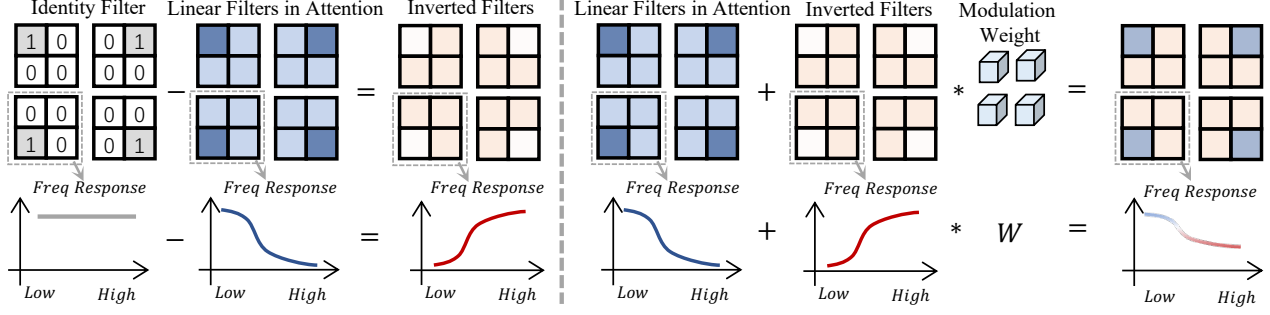 Identity Filter
Linear Filters in Attention
Inverted Filters
1 0 0 1
0 0 0 0
−
=
0 0 0 0
1 0 0 1
Freq Response
Freq Response
Freq Response
−
=
Low High
Low High
Low High
Linear Filters in Attention
Inverted Filters
Modulation
Weight
+
*
=
Freq Response
Freq Response
Freq Response
+
* W =
Low High
Low High
Low High